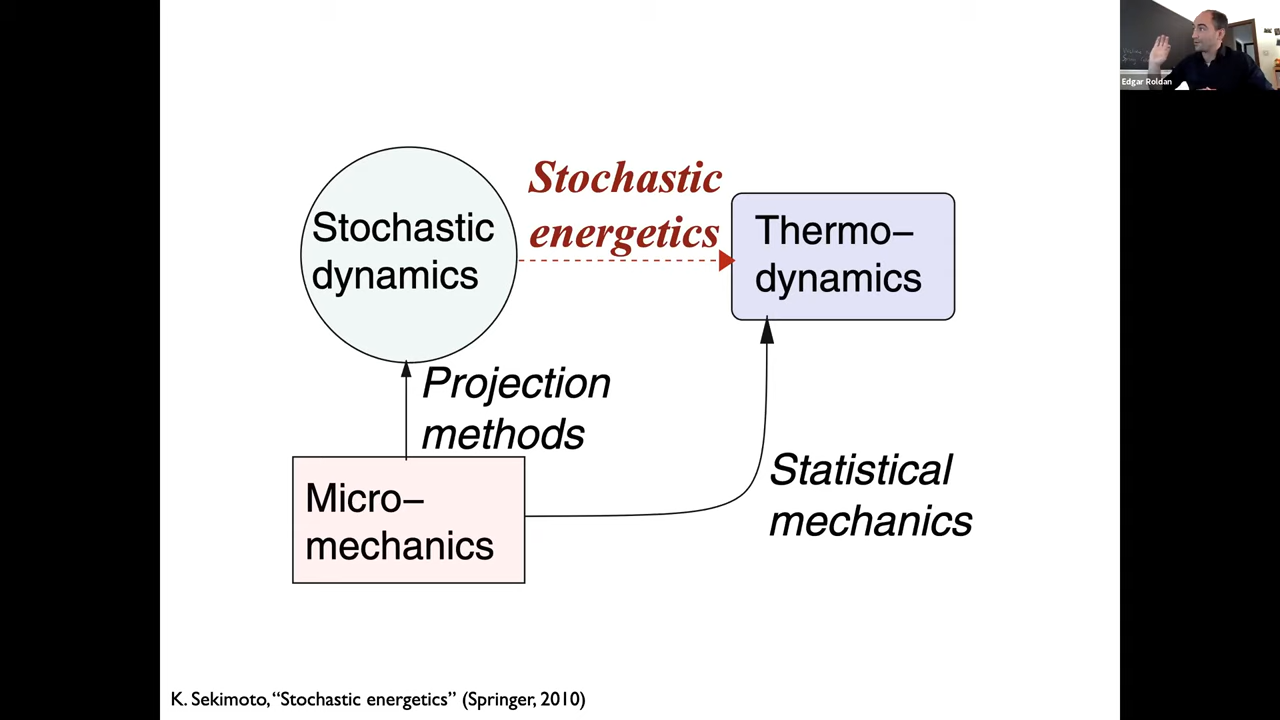 Stochastic
dynamics
Stochastic
energetics
Thermo–
dynamics
Projection
methods
Micro–
mechanics
Statistical
mechanics
K. Sekimoto, “Stochastic energetics” (Springer, 2010)
Edgar Roldan